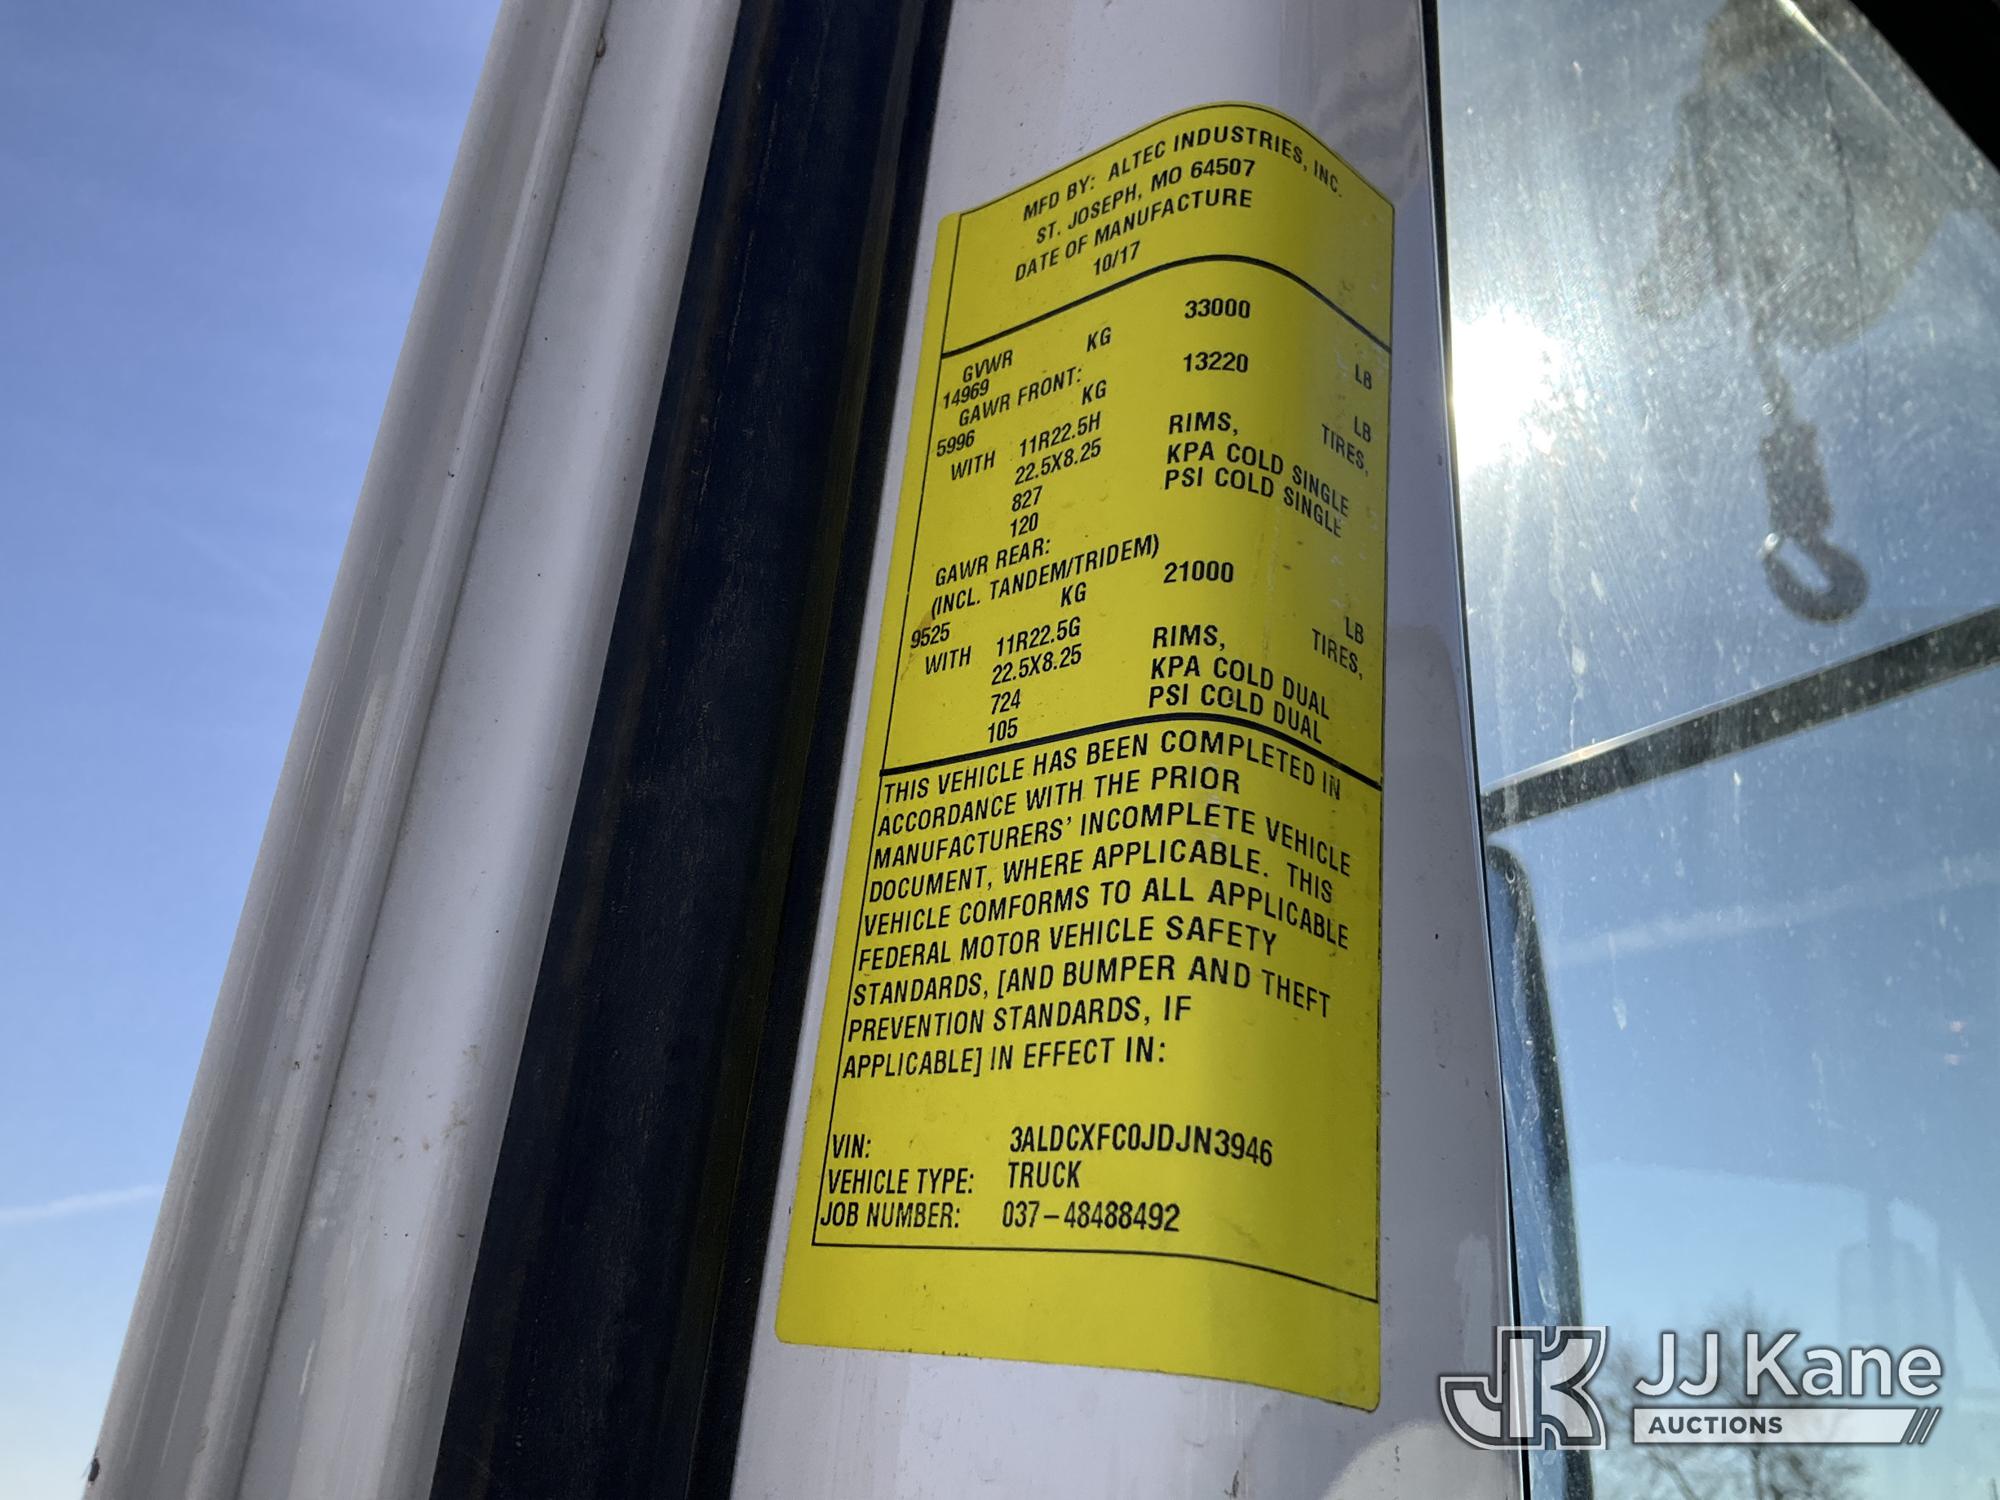 MFD BY: ALTEC INDUSTRIES, INC.
ST. JOSEPH, MO 64507
DATE OF MANUFACTURE
10/17
GVWR
14969 KG 33000 LB
GAWR FRONT:
5996 KG 13220 LB
WITH 11R22.5H TIRES,
22.5X8.25 RIMS,
827 KPA COLD SINGLE
120 PSI COLD SINGLE
GAWR REAR:
(INCL. TANDEM/TRIDEM)
9525 KG 21000 LB
WITH 11R22.5G TIRES,
22.5X8.25 RIMS,
724 KPA COLD DUAL
105 PSI COLD DUAL
THIS VEHICLE HAS BEEN COMPLETED IN
ACCORDANCE WITH THE PRIOR
MANUFACTURERS' INCOMPLETE VEHICLE
DOCUMENT, WHERE APPLICABLE. THIS
VEHICLE COMFORMS TO ALL APPLICABLE
FEDERAL MOTOR VEHICLE SAFETY
STANDARDS, [AND BUMPER AND THEFT
PREVENTION STANDARDS, IF
APPLICABLE] IN EFFECT IN:
VIN: 3ALDCXFC0JDJN3946
VEHICLE TYPE: TRUCK
JOB NUMBER: 037-48488492
JK JJ Kane
AUCTIONS